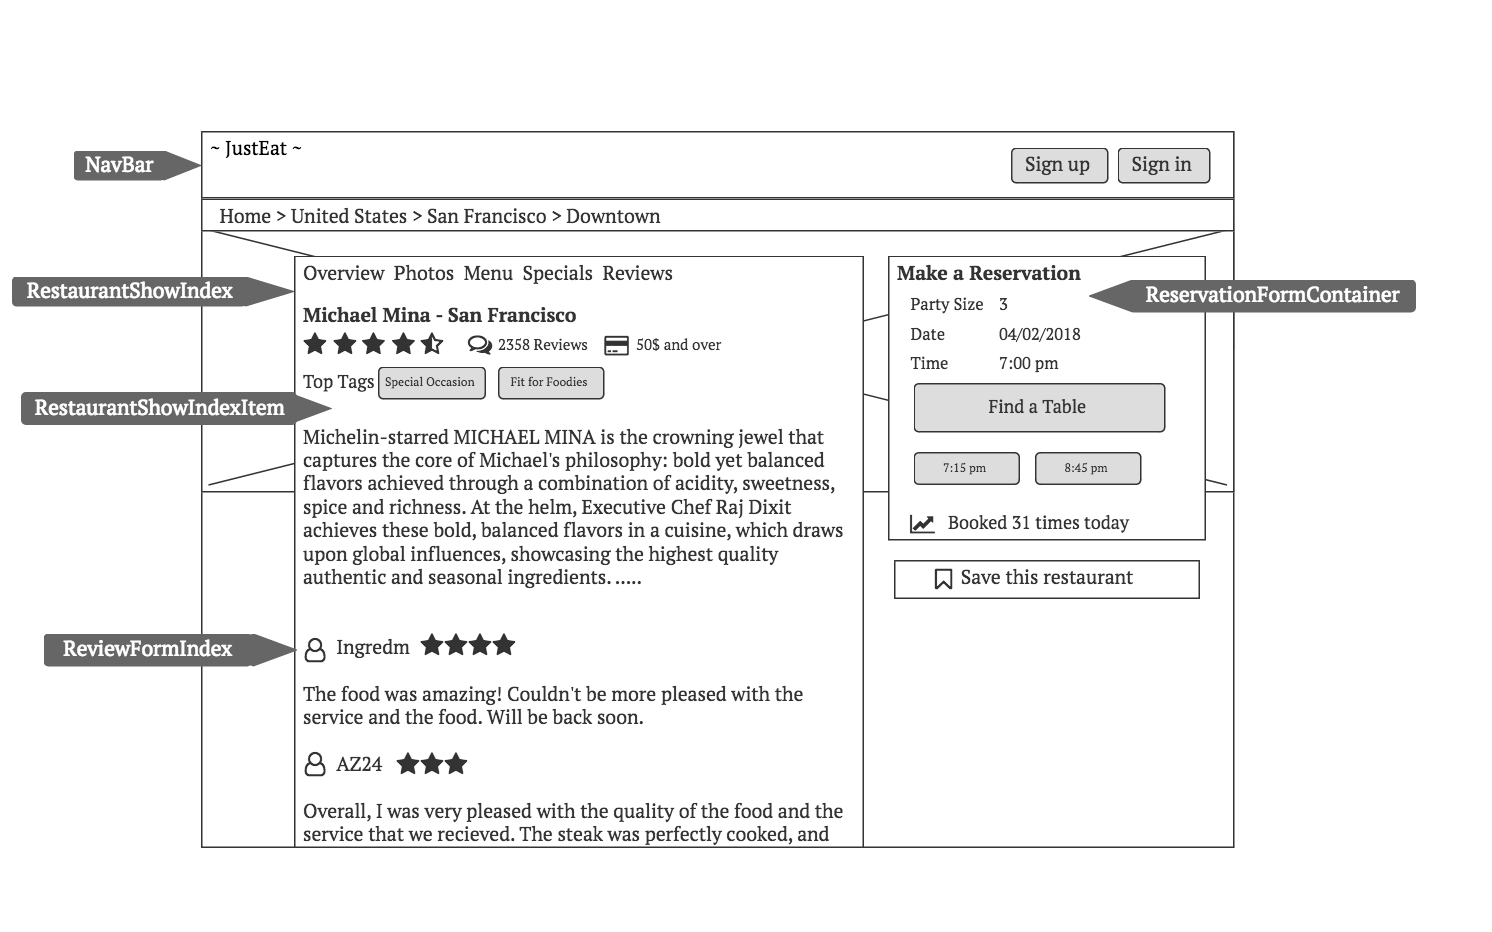 ~ JustEat ~
Sign up
Sign in
NavBar
Home > United States > San Francisco > Downtown
Overview Photos Menu Specials Reviews
RestaurantShowIndex
Michael Mina - San Francisco
2358 Reviews
50$ and over
Top Tags
Special Occasion
Fit for Foodies
RestaurantShowIndexItem
Michelin-starred MICHAEL MINA is the crowning jewel that
captures the core of Michael's philosophy: bold yet balanced
flavors achieved through a combination of acidity, sweetness,
spice and richness. At the helm, Executive Chef Raj Dixit
achieves these bold, balanced flavors in a cuisine, which draws
upon global influences, showcasing the highest quality
authentic and seasonal ingredients. .....
ReviewFormIndex
Ingredm
The food was amazing! Couldn't be more pleased with the
service and the food. Will be back soon.
AZ24
Overall, I was very pleased with the quality of the food and the
service that we recieved. The steak was perfectly cooked, and
Make a Reservation
ReservationFormContainer
Party Size 3
Date 04/02/2018
Time 7:00 pm
Find a Table
7:15 pm
8:45 pm
Booked 31 times today
Save this restaurant